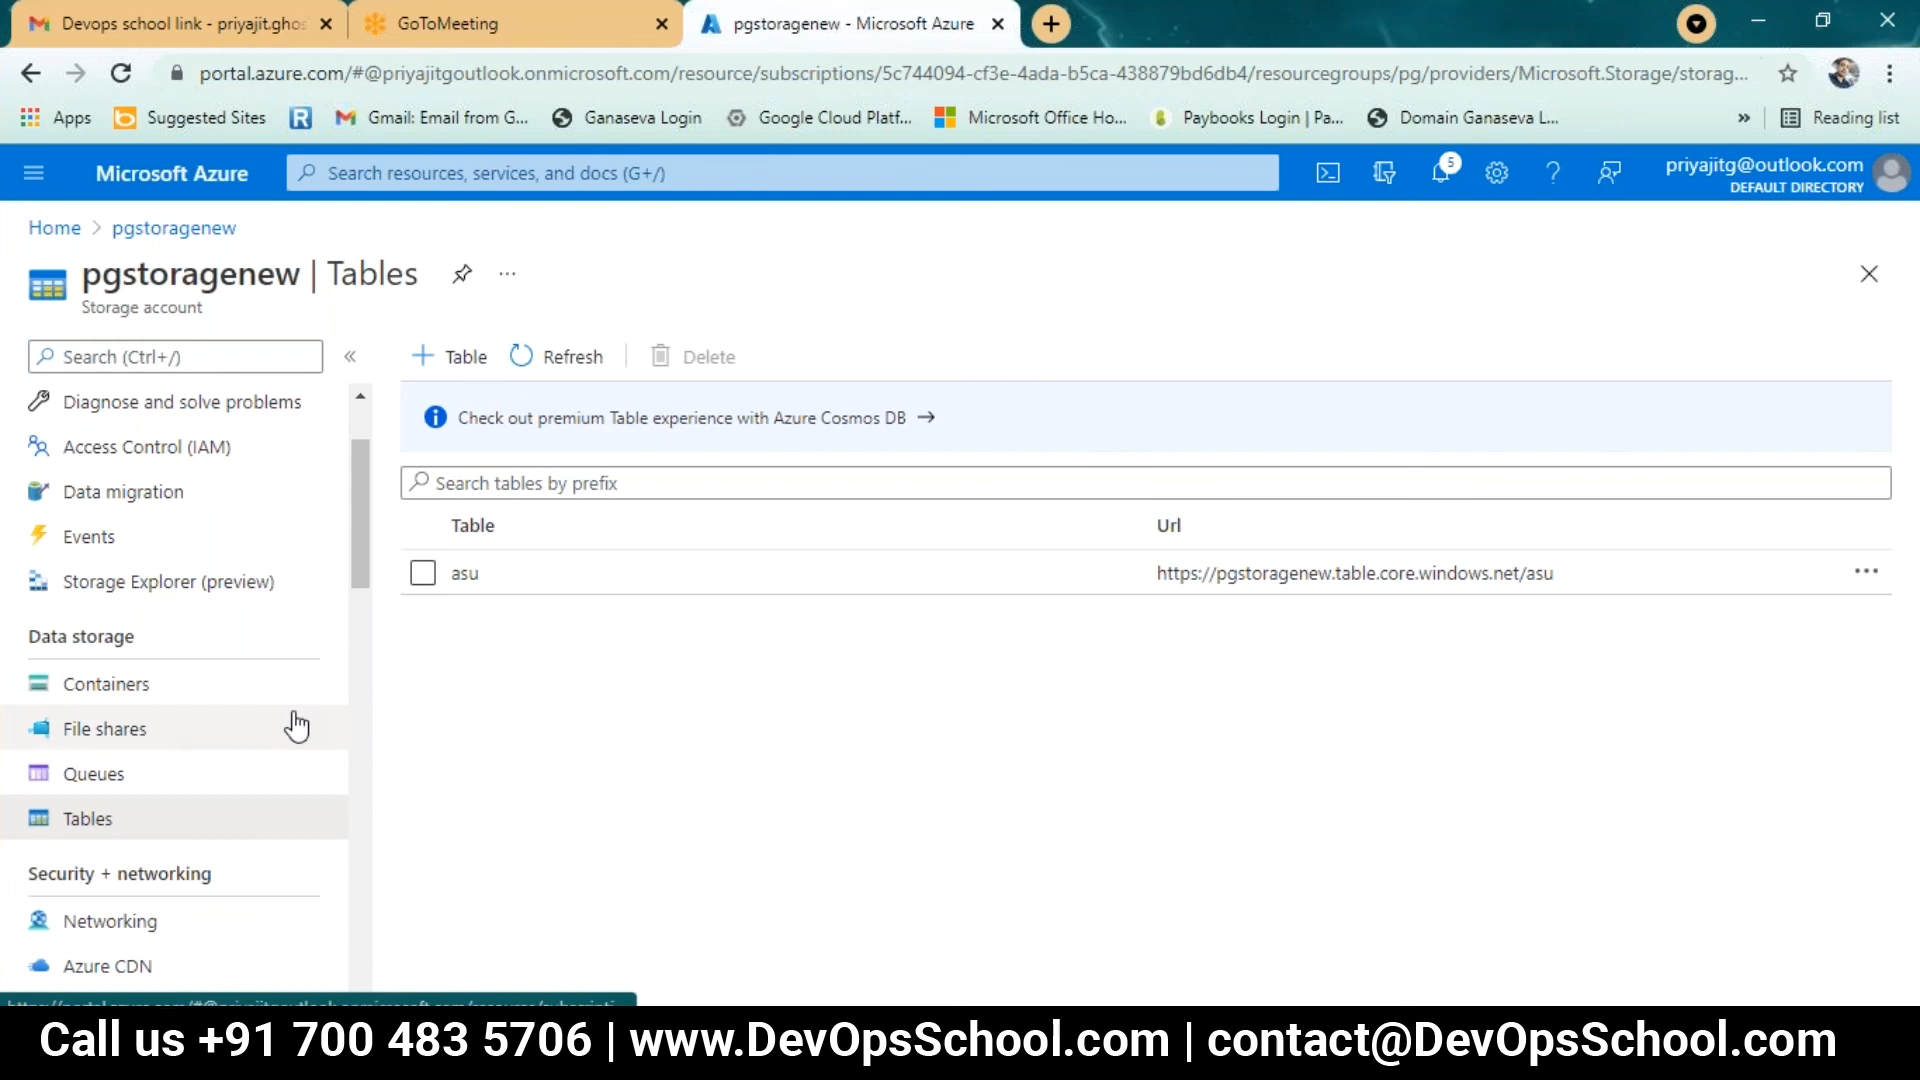 Devops school link - priyajit.ghos
GoToMeeting
pgstoragenew - Microsoft Azure
portal.azure.com/#@priyajitgoutlook.onmicrosoft.com/resource/subscriptions/5c744094-cf3e-4ada-b5ca-438879bd6db4/resourcegroups/pg/providers/Microsoft.Storage/storag...
Apps
Suggested Sites
Gmail: Email from G...
Ganaseva Login
Google Cloud Platf...
Microsoft Office Ho...
Paybooks Login | Pa...
Domain Ganaseva L...
Reading list
Microsoft Azure
Search resources, services, and docs (G+/)
5
priyajitg@outlook.com
DEFAULT DIRECTORY
Home > pgstoragenew
pgstoragenew | Tables
Storage account
Search (Ctrl+/)
Table
Refresh
Delete
Diagnose and solve problems
Access Control (IAM)
Data migration
Events
Storage Explorer (preview)
Data storage
Containers
File shares
Queues
Tables
Security + networking
Networking
Azure CDN
Check out premium Table experience with Azure Cosmos DB
Search tables by prefix
Table
Url
asu
https://pgstoragenew.table.core.windows.net/asu
Call us +91 700 483 5706 | www.DevOpsSchool.com | contact@DevOpsSchool.com